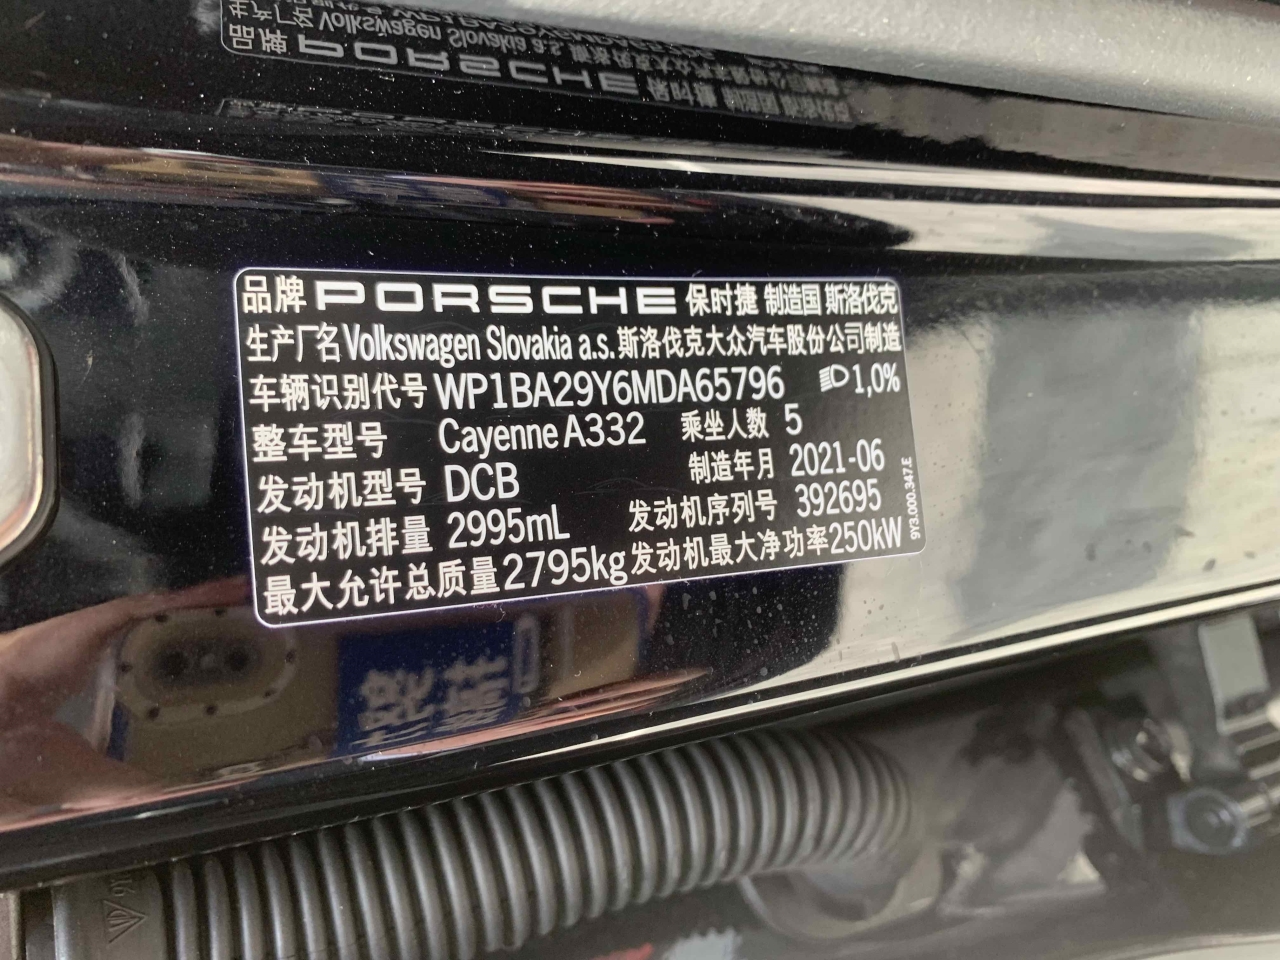 品牌 PORSCHE 保时捷 制造国 斯洛伐克
生产厂名 Volkswagen Slovakia a.s. 斯洛伐克大众汽车股份公司制造
车辆识别代号 WP1BA29Y6MDA65796 1,0%
整车型号 Cayenne A332 乘坐人数 5
发动机型号 DCB 制造年月 2021-06
发动机排量 2995mL 发动机序列号 392695
最大允许总质量 2795kg 发动机最大净功率 250kW
9Y3.000.347.E